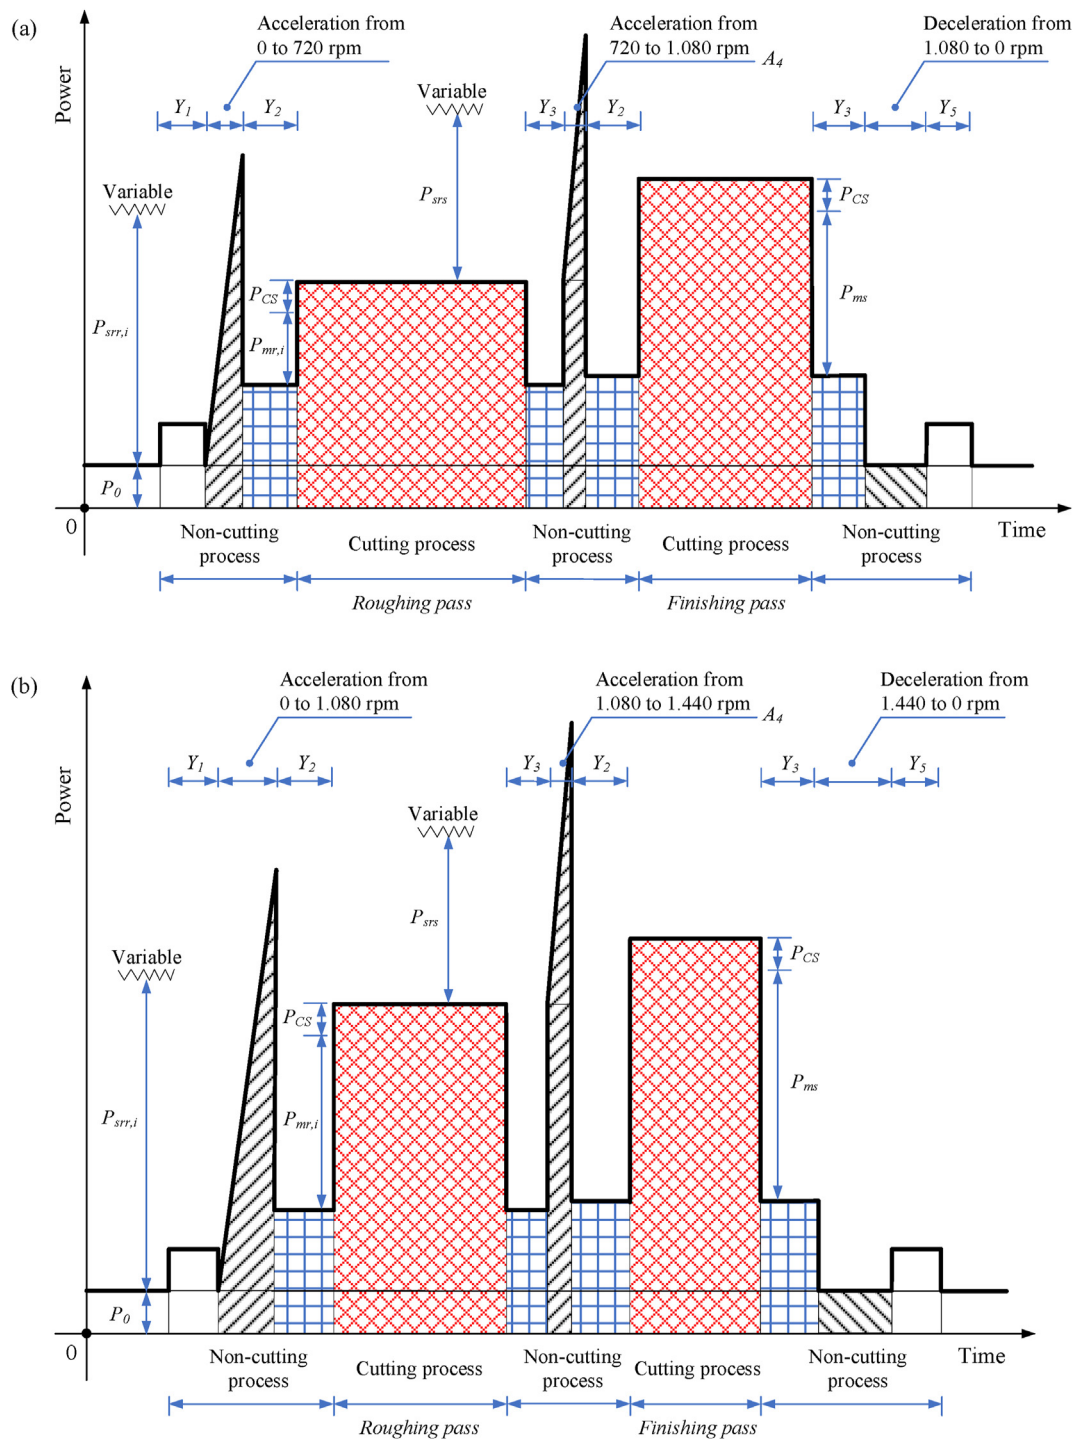 (a)
Acceleration from
0 to 720 rpm
Acceleration from
720 to 1.080 rpm
A4
Deceleration from
1.080 to 0 rpm
Power
Y1
Y2
Variable
Y3
Y2
Y3
Y5
Variable
Psrs
PCS
Pms
Psrr,i
PCS
Pmr,i
P0
0
Non-cutting
process
Cutting process
Non-cutting
process
Cutting process
Non-cutting
process
Time
Roughing pass
Finishing pass
(b)
Acceleration from
0 to 1.080 rpm
Acceleration from
1.080 to 1.440 rpm
A4
Deceleration from
1.440 to 0 rpm
Power
Y1
Y2
Y3
Y2
Y3
Y5
Variable
Psrs
Variable
PCS
PCS
Psrr,i
Pmr,i
Pms
P0
0
Non-cutting
process
Cutting process
Non-cutting
process
Cutting process
Non-cutting
process
Time
Roughing pass
Finishing pass